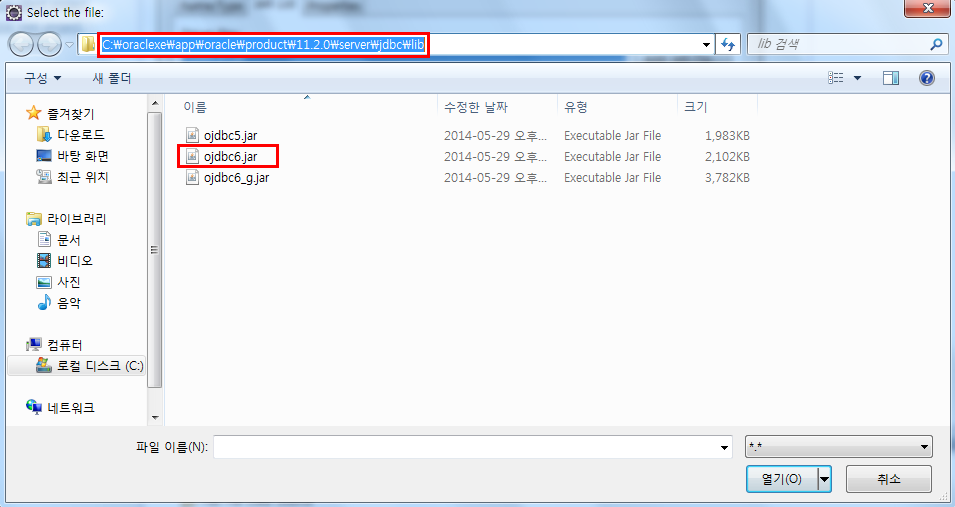 Select the file:
C:₩oraclexe₩app₩oracle₩product₩11.2.0₩server₩jdbc₩lib
lib 검색
구성 새 폴더
이름 수정한 날짜 유형 크기
즐겨찾기
다운로드
바탕 화면
최근 위치
라이브러리
문서
비디오
사진
음악
컴퓨터
로컬 디스크 (C:)
네트워크
ojdbc5.jar 2014-05-29 오후... Executable Jar File 1,983KB
ojdbc6.jar 2014-05-29 오후... Executable Jar File 2,102KB
ojdbc6_g.jar 2014-05-29 오후... Executable Jar File 3,782KB
파일 이름(N): *.*
열기(O) 취소